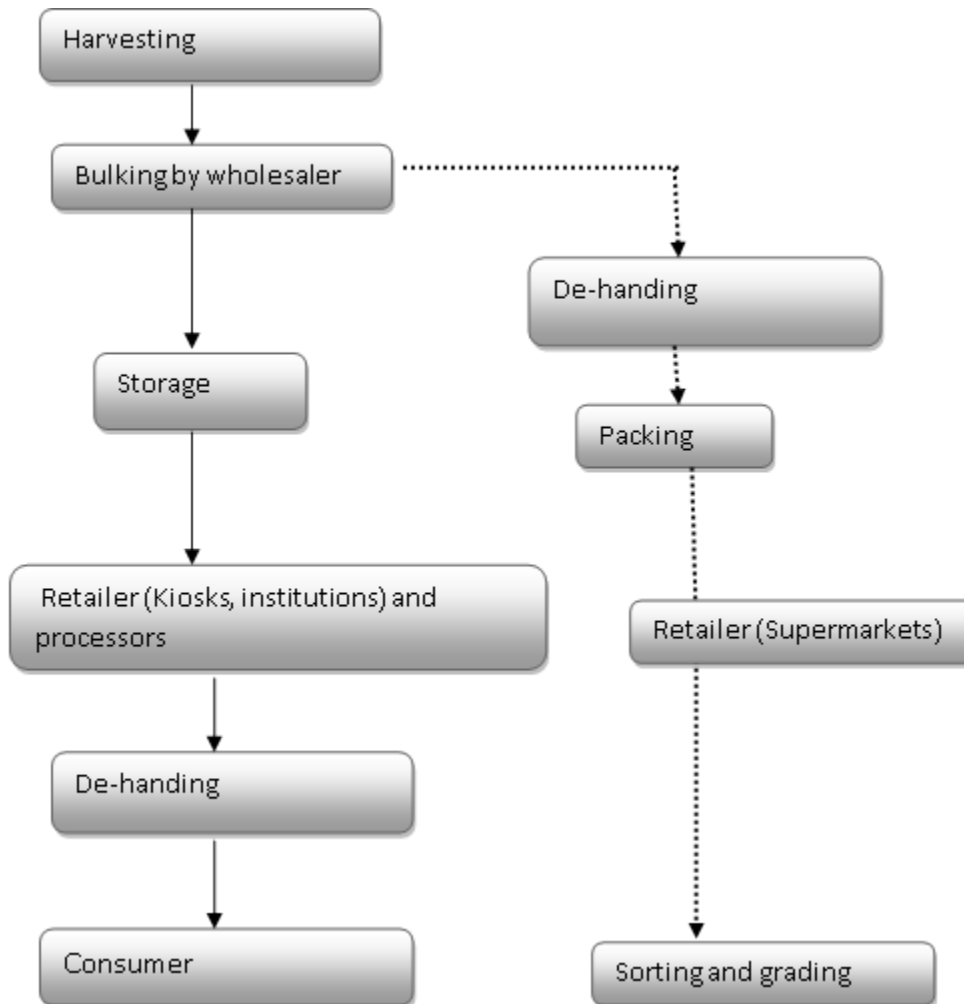 Harvesting
Bulking by wholesaler
De-handing
Storage
Packing
Retailer (Kiosks, institutions) and
processors
Retailer (Supermarkets)
De-handing
Consumer
Sorting and grading